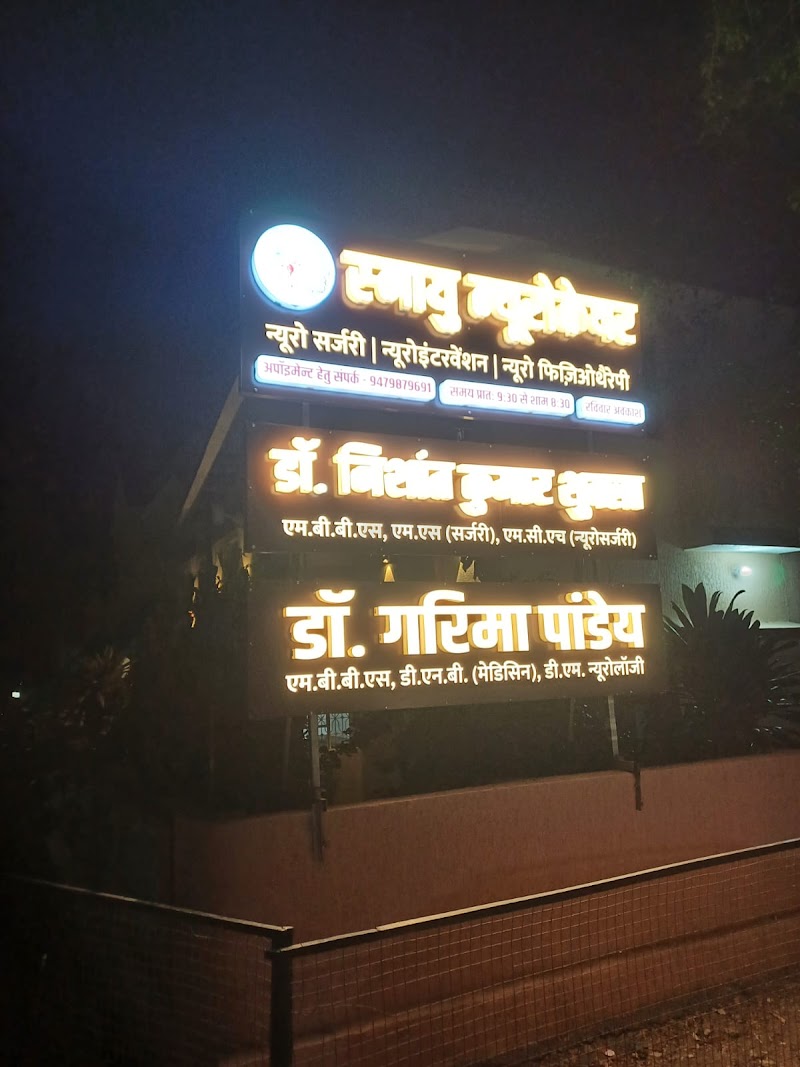 स्नायु न्यूरोकेयर
न्यूरो सर्जरी | न्यूरोइंटरवेंशन | न्यूरो फिज़िओथैरेपी
अपॉइमेन्ट हेतु संपर्क - 9479879691 समय प्रात: 9:30 से शाम 8:30 रविवार अवकाश
डॉ. निशांत कुमार शुक्ला
एम.बी.बी.एस, एम.एस (सर्जरी), एम.सी.एच (न्यूरोसर्जरी)
डॉ. गरिमा पांडेय
एम.बी.बी.एस, डी.एन.बी. (मेडिसिन), डी.एम. न्यूरोलॉजी